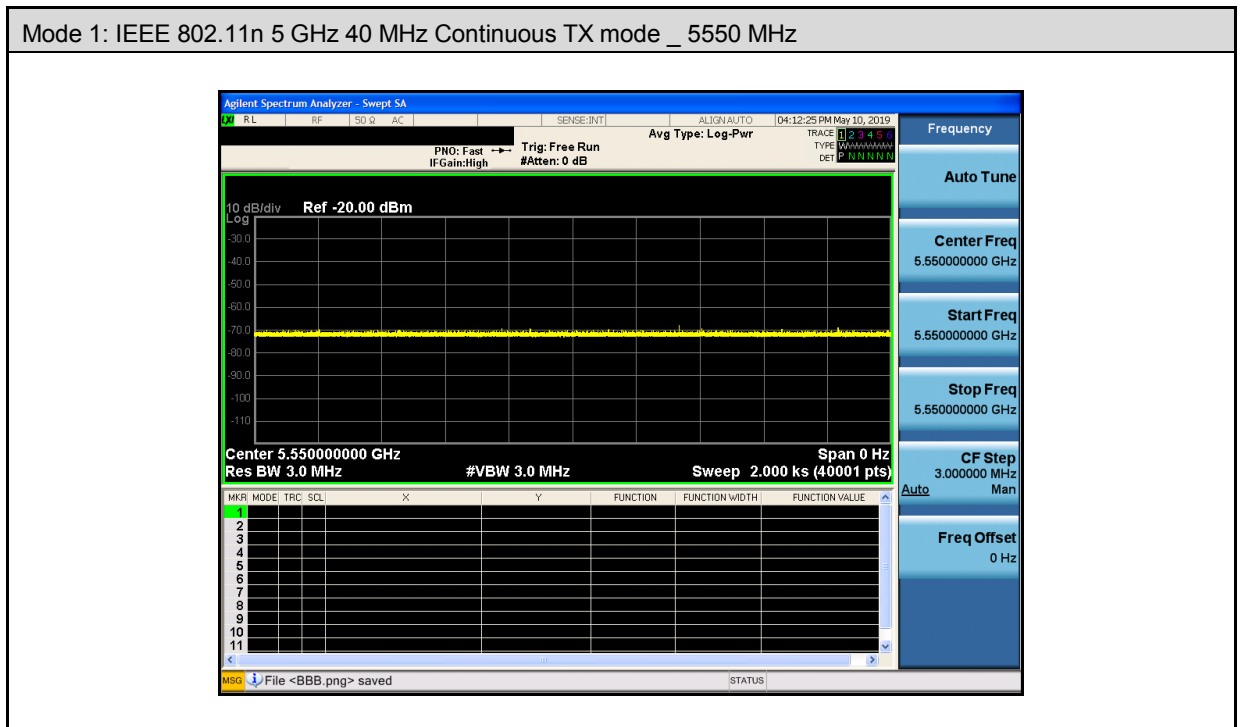 Mode 1: IEEE 802.11n 5 GHz 40 MHz Continuous TX mode _ 5550 MHz
Agilent Spectrum Analyzer - Swept SA
LXI RL RF 50 Ω AC SENSE:INT ALIGN AUTO 04:12:25 PM May 10, 2019
Avg Type: Log-Pwr
TRACE 1 2 3 4 5 6
TYPE
DET P N N N N N
PNO: Fast
IFGain:High
Trig: Free Run
#Atten: 0 dB
10 dB/div Ref -20.00 dBm
Log
-30.0
-40.0
-50.0
-60.0
-70.0
-80.0
-90.0
-100
-110
Center 5.550000000 GHz Span 0 Hz
Res BW 3.0 MHz #VBW 3.0 MHz Sweep 2.000 ks (40001 pts)
MKR MODE TRC SCL X Y FUNCTION FUNCTION WIDTH FUNCTION VALUE
1
2
3
4
5
6
7
8
9
10
11
MSG File <BBB.png> saved STATUS
Frequency
Auto Tune
Center Freq
5.550000000 GHz
Start Freq
5.550000000 GHz
Stop Freq
5.550000000 GHz
CF Step
3.000000 MHz
Auto Man
Freq Offset
0 Hz